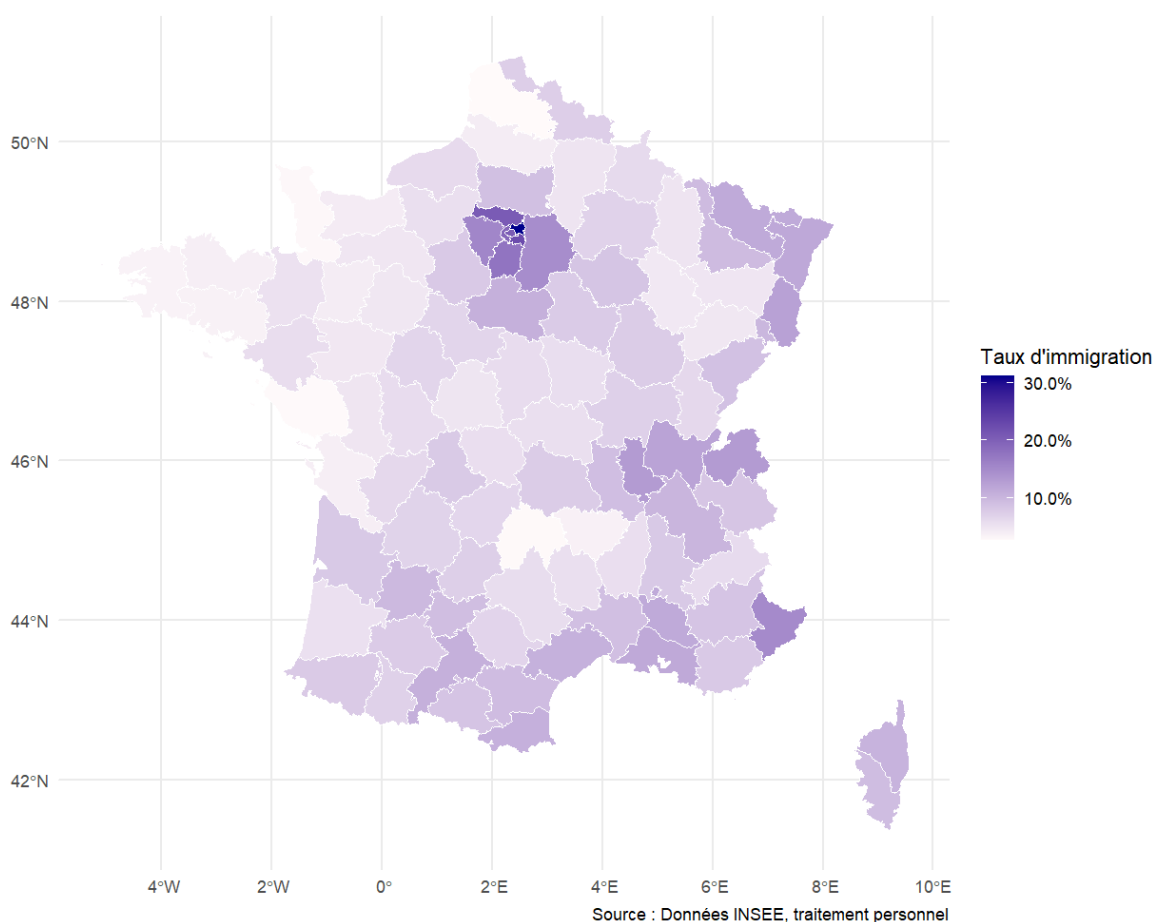 50°N
48°N
46°N
44°N
42°N
4°W
2°W
0°
2°E
4°E
6°E
8°E
10°E
Taux d'immigration
30.0%
20.0%
10.0%
Source : Données INSEE, traitement personnel